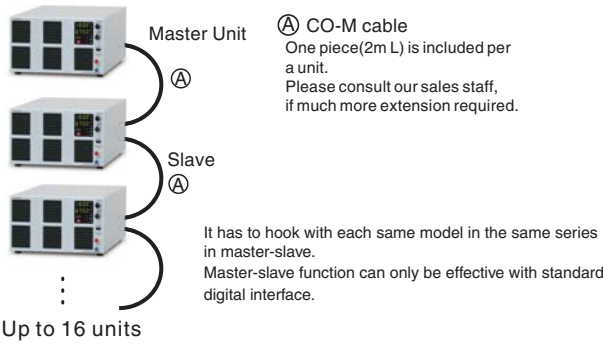 Master Unit
Ⓐ
Slave
Ⓐ
Up to 16 units
Ⓐ CO-M cable
One piece(2m L) is included per
a unit.
Please consult our sales staff,
if much more extension required.
It has to hook with each same model in the same series
in master-slave.
Master-slave function can only be effective with standard
digital interface.